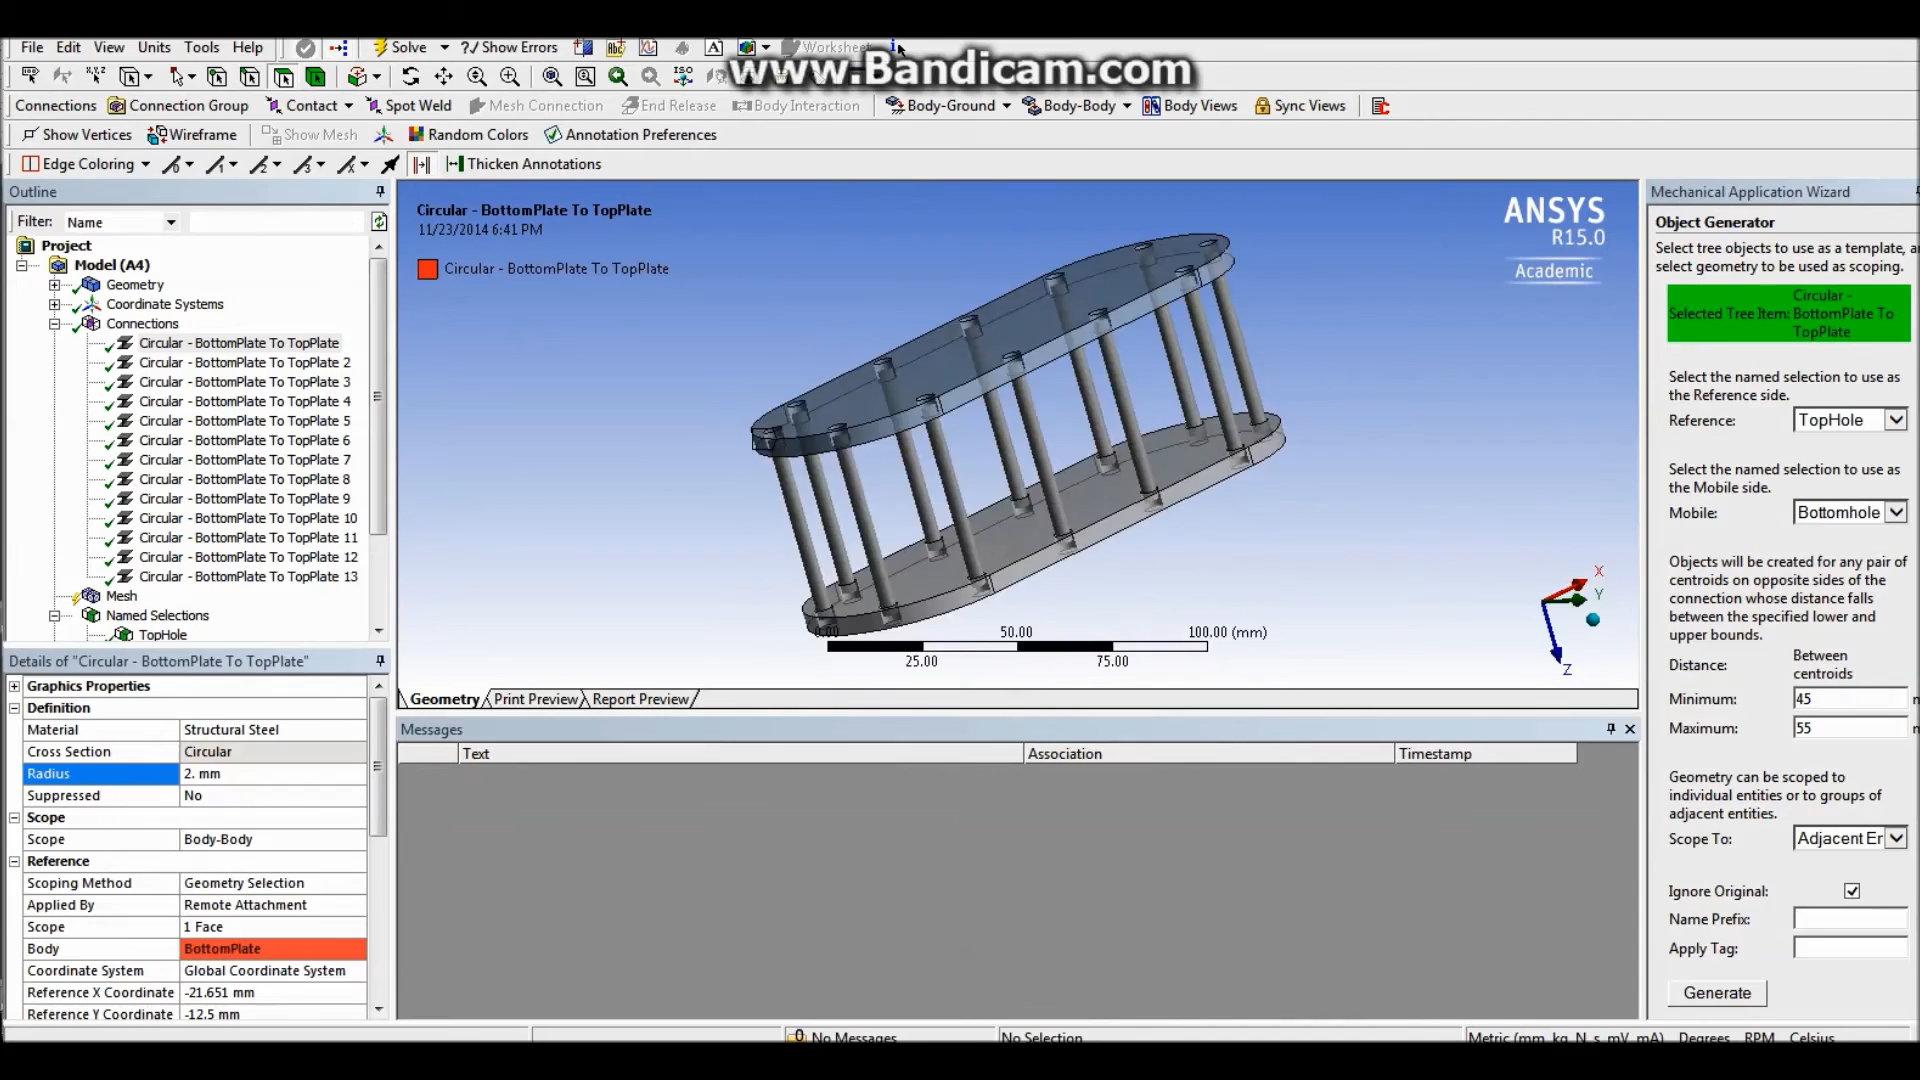 File Edit View Units Tools Help Solve ?/ Show Errors Worksheet i
www.Bandicam.com
Connections Connection Group Contact Spot Weld Mesh Connection End Release Body Interaction Body-Ground Body-Body Body Views Sync Views
Show Vertices Wireframe Show Mesh Random Colors Annotation Preferences
Edge Coloring Thicken Annotations
Outline
Filter: Name
Project
Model (A4)
Geometry
Coordinate Systems
Connections
Circular - BottomPlate To TopPlate
Circular - BottomPlate To TopPlate 2
Circular - BottomPlate To TopPlate 3
Circular - BottomPlate To TopPlate 4
Circular - BottomPlate To TopPlate 5
Circular - BottomPlate To TopPlate 6
Circular - BottomPlate To TopPlate 7
Circular - BottomPlate To TopPlate 8
Circular - BottomPlate To TopPlate 9
Circular - BottomPlate To TopPlate 10
Circular - BottomPlate To TopPlate 11
Circular - BottomPlate To TopPlate 12
Circular - BottomPlate To TopPlate 13
Mesh
Named Selections
TopHole
Details of "Circular - BottomPlate To TopPlate"
Graphics Properties
Definition
Material Structural Steel
Cross Section Circular
Radius 2. mm
Suppressed No
Scope
Scope Body-Body
Reference
Scoping Method Geometry Selection
Applied By Remote Attachment
Scope 1 Face
Body BottomPlate
Coordinate System Global Coordinate System
Reference X Coordinate -21.651 mm
Reference Y Coordinate -12.5 mm
Circular - BottomPlate To TopPlate
11/23/2014 6:41 PM
Circular - BottomPlate To TopPlate
ANSYS
R15.0
Academic
X
Y
Z
0.00 50.00 100.00 (mm)
25.00 75.00
Geometry Print Preview Report Preview
Messages
Text Association Timestamp
Mechanical Application Wizard
Object Generator
Select tree objects to use as a template, a
select geometry to be used as scoping.
Selected Tree Item: Circular - BottomPlate To TopPlate
Select the named selection to use as
the Reference side.
Reference: TopHole
Select the named selection to use as
the Mobile side.
Mobile: Bottomhole
Objects will be created for any pair of
centroids on opposite sides of the
connection whose distance falls
between the specified lower and
upper bounds.
Distance: Between centroids
Minimum: 45
Maximum: 55
Geometry can be scoped to
individual entities or to groups of
adjacent entities.
Scope To: Adjacent Er
Ignore Original:
Name Prefix:
Apply Tag:
Generate
0 No Messages No Selection Metric (mm, kg, N, s, mV, mA) Degrees RPM Celsius